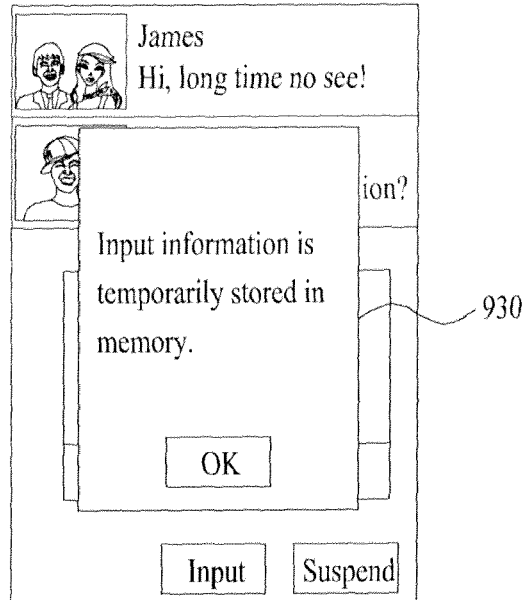 James
Hi, long time no see!
ion?
Input information is
temporarily stored in
memory.
930
OK
Input Suspend